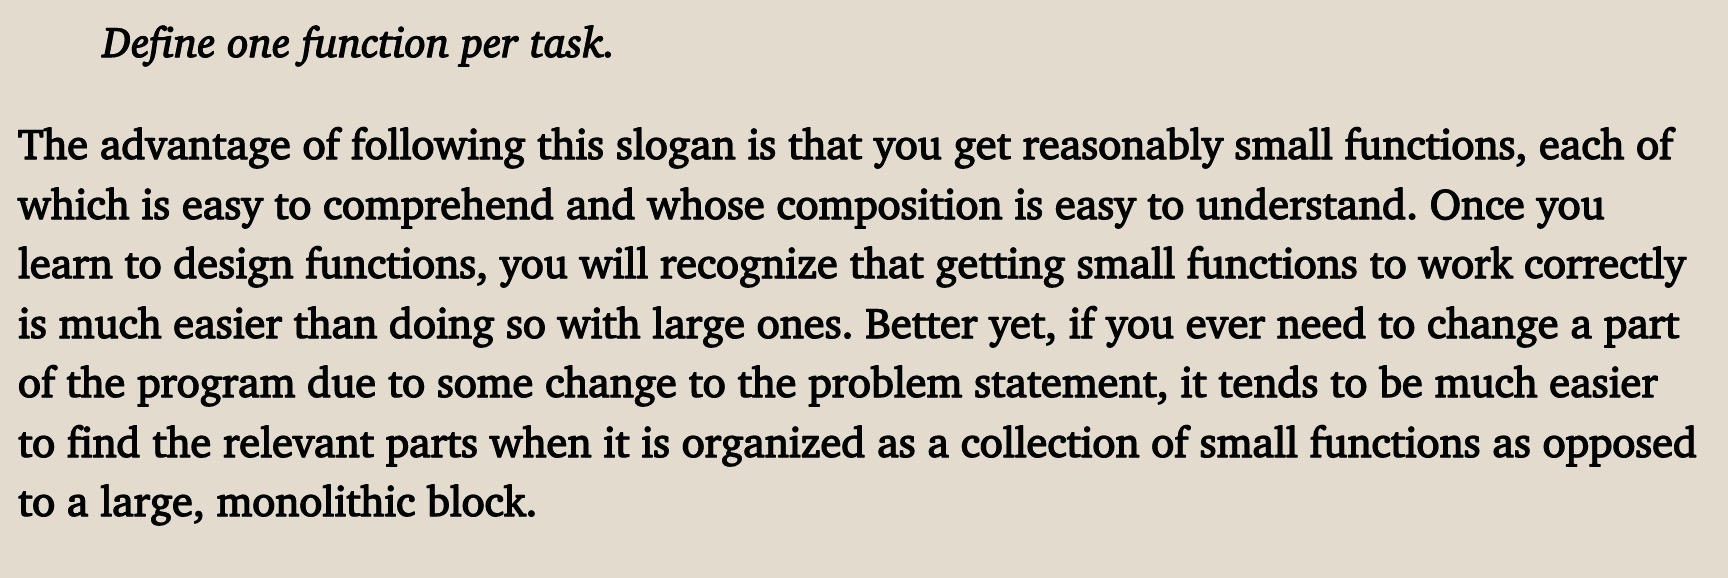 Define one function per task.
The advantage of following this slogan is that you get reasonably small functions, each of
which is easy to comprehend and whose composition is easy to understand. Once you
learn to design functions, you will recognize that getting small functions to work correctly
is much easier than doing so with large ones. Better yet, if you ever need to change a part
of the program due to some change to the problem statement, it tends to be much easier
to find the relevant parts when it is organized as a collection of small functions as opposed
to a large, monolithic block.